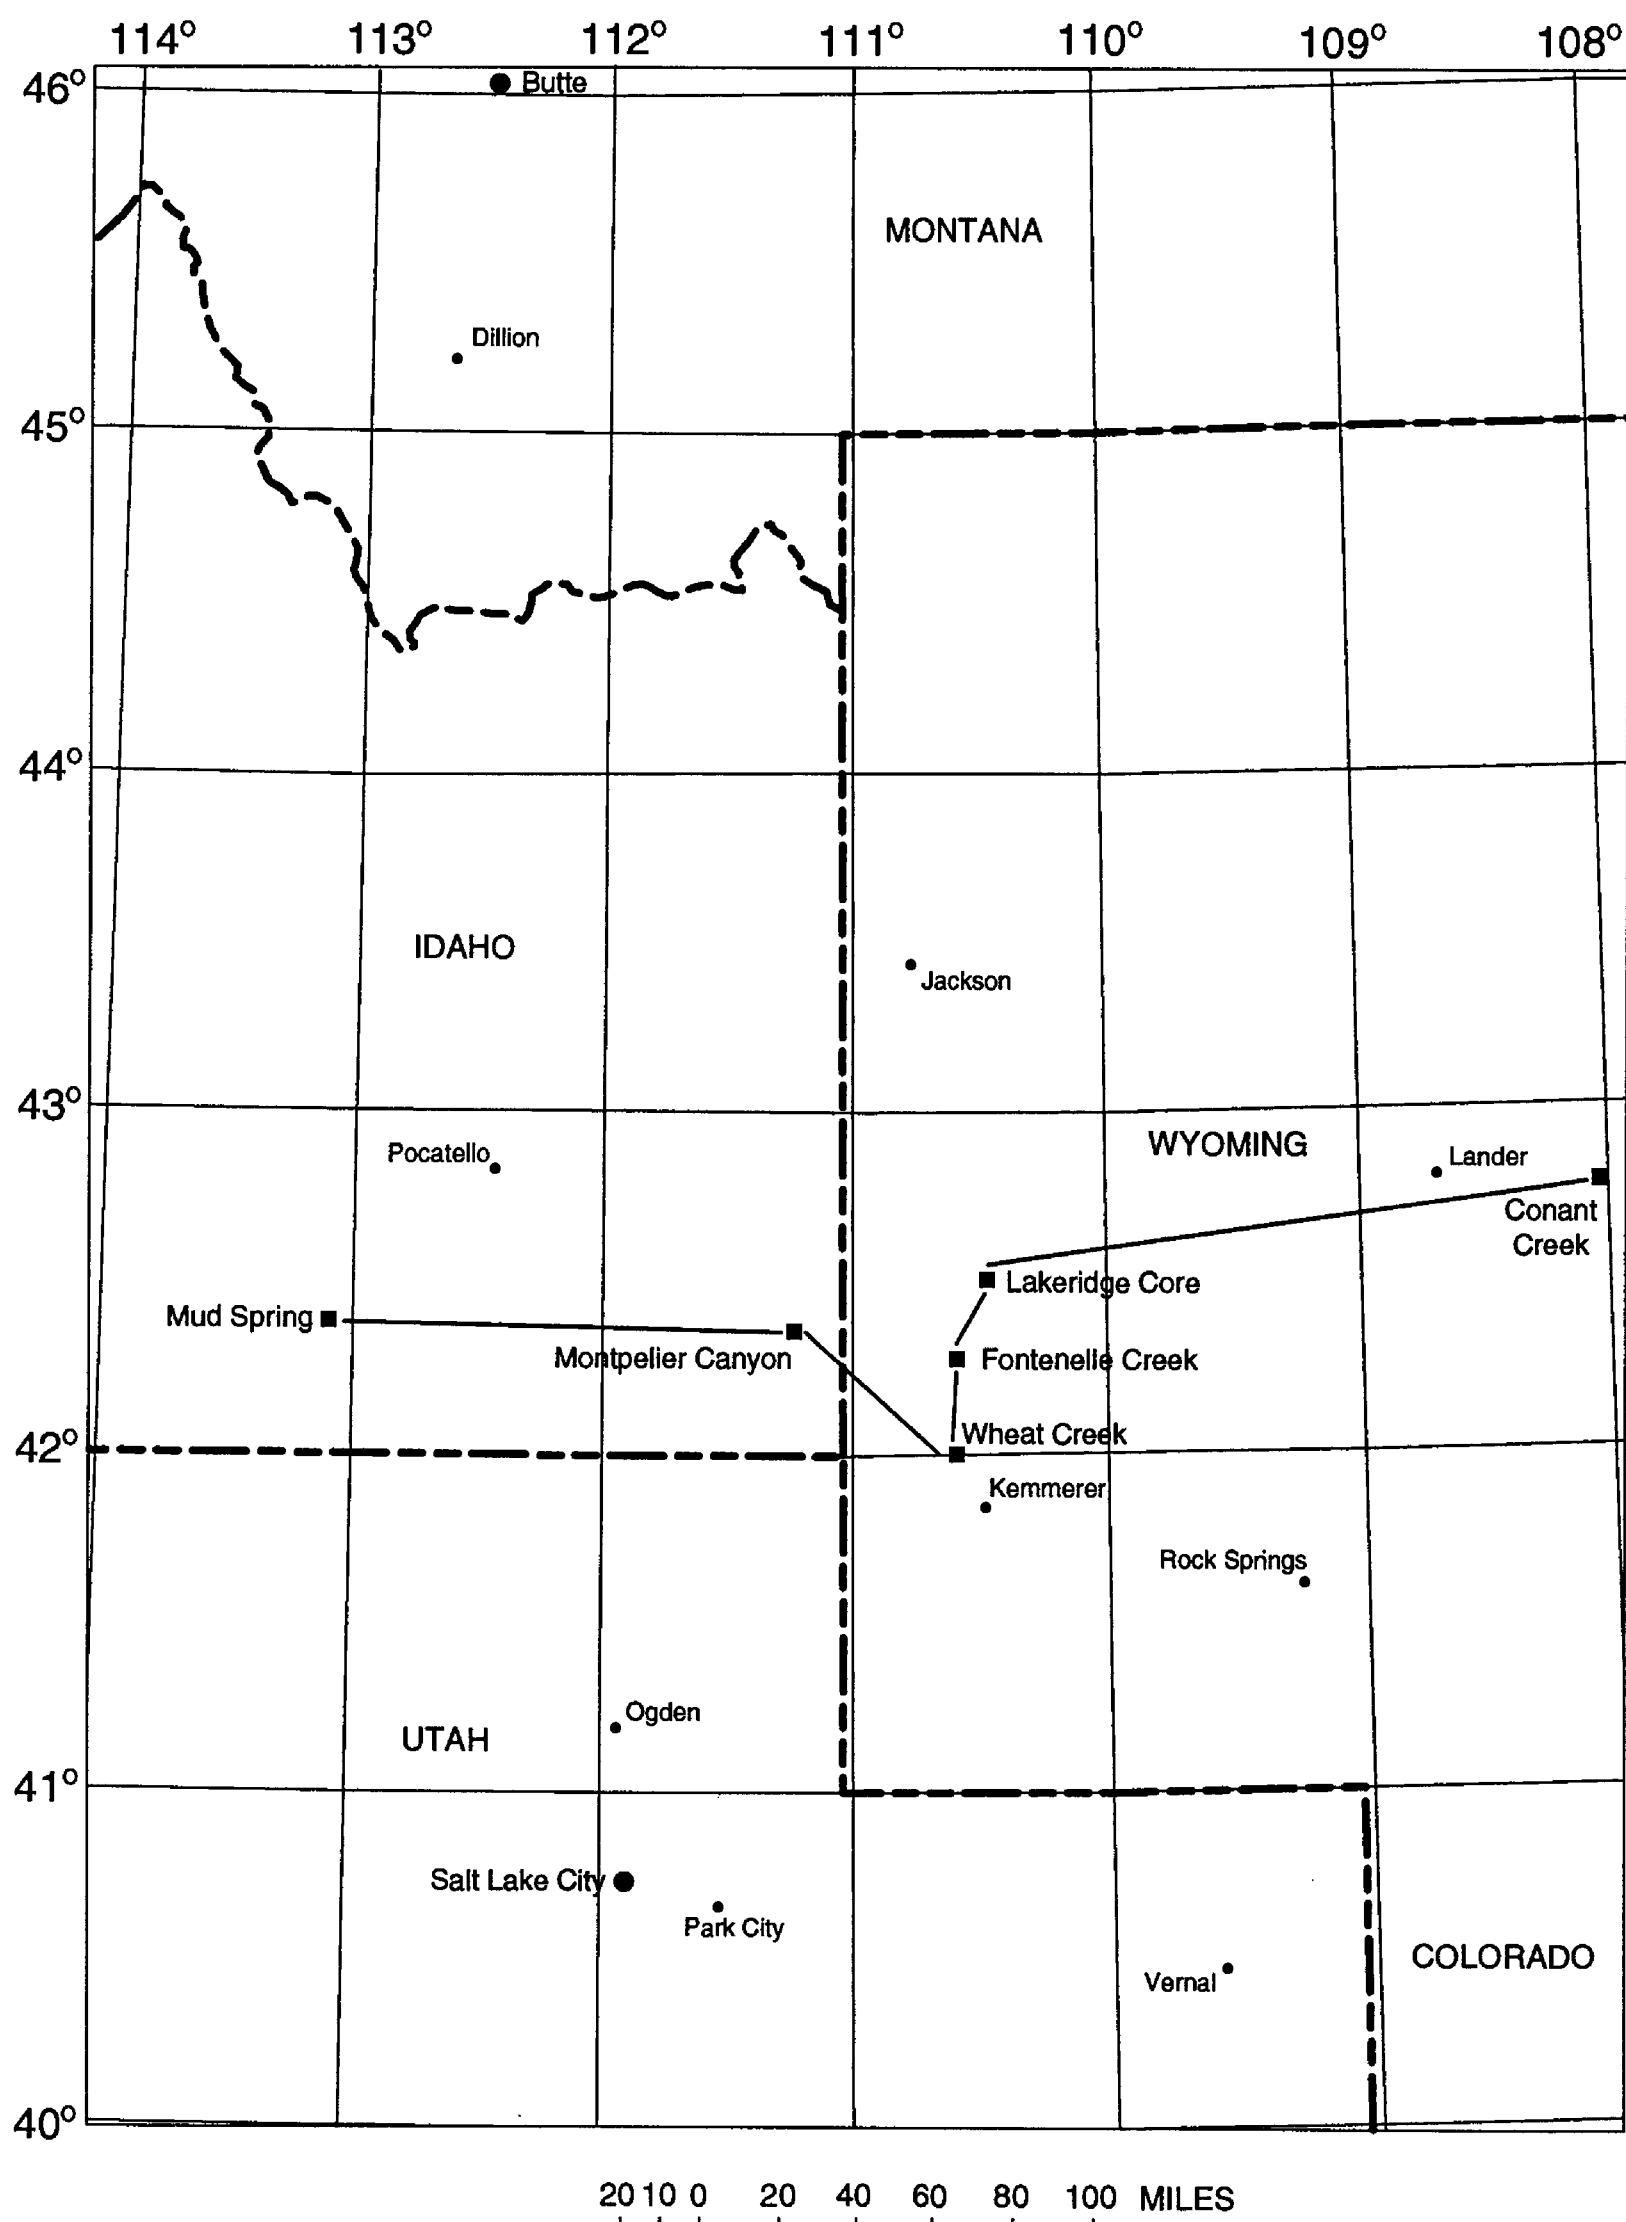 114° 113° 112° 111° 110° 109° 108°
46°
Butte
MONTANA
Dillion
45°
44°
IDAHO
Jackson
43°
WYOMING
Pocatello
Lander
Conant
Creek
Lakeridge Core
Mud Spring
Montpelier Canyon
Fontenelle Creek
42°
Wheat Creek
Kemmerer
Rock Springs
Ogden
UTAH
41°
Salt Lake City
Park City
COLORADO
Vernal
40°
20 10 0 20 40 60 80 100 MILES